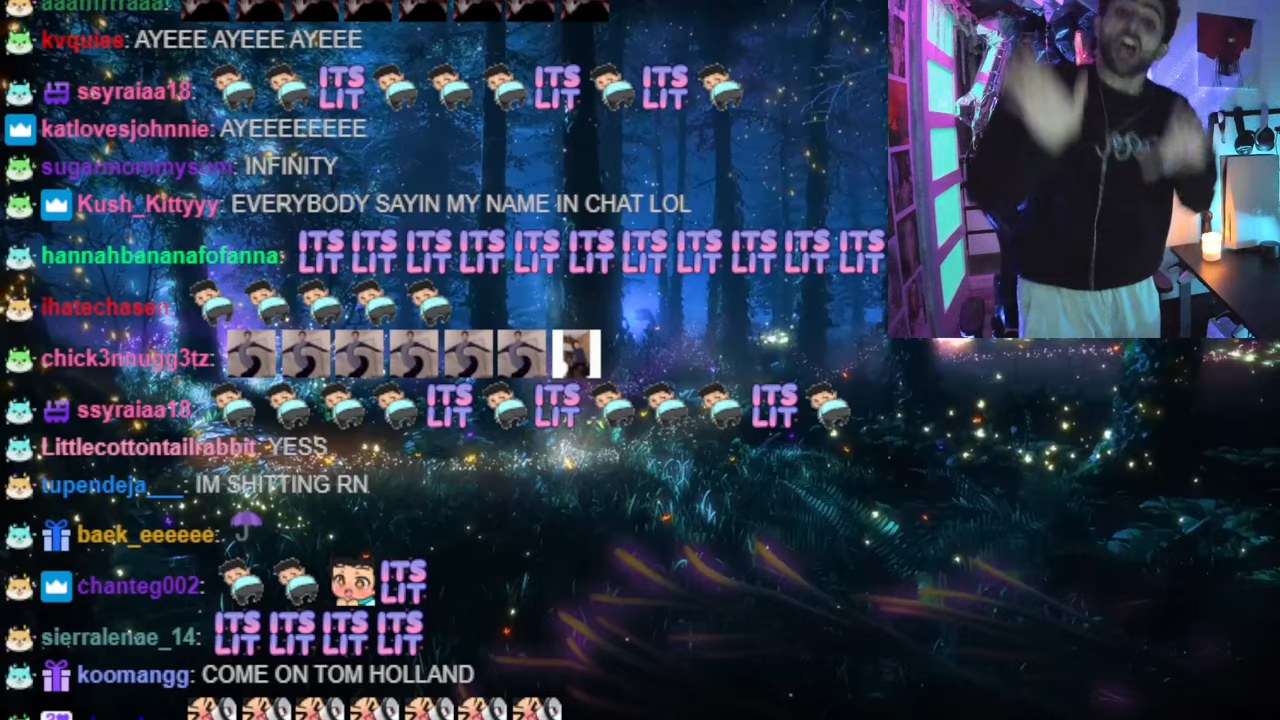 kvquiee: AYEEE AYEEE AYEEE
ssyraiaa18: ITS LIT ITS LIT ITS LIT
katlovesjohnnie: AYEEEEEEEE
sugarmommysum: INFINITY
Kush_Kittyyy: EVERYBODY SAYIN MY NAME IN CHAT LOL
hannahbananafofanna: ITS LIT ITS LIT ITS LIT ITS LIT ITS LIT ITS LIT ITS LIT ITS LIT ITS LIT ITS LIT ITS LIT
ihatechasen:
chick3nnugg3tz:
ssyraiaa18: ITS LIT ITS LIT ITS LIT
Littlecottontailrabbit: YESS
tupendeja___: IM SHITTING RN
baek_eeeeee:
chanteg002: ITS LIT
sierralenae_14: ITS LIT ITS LIT ITS LIT ITS LIT
koomangg: COME ON TOM HOLLAND